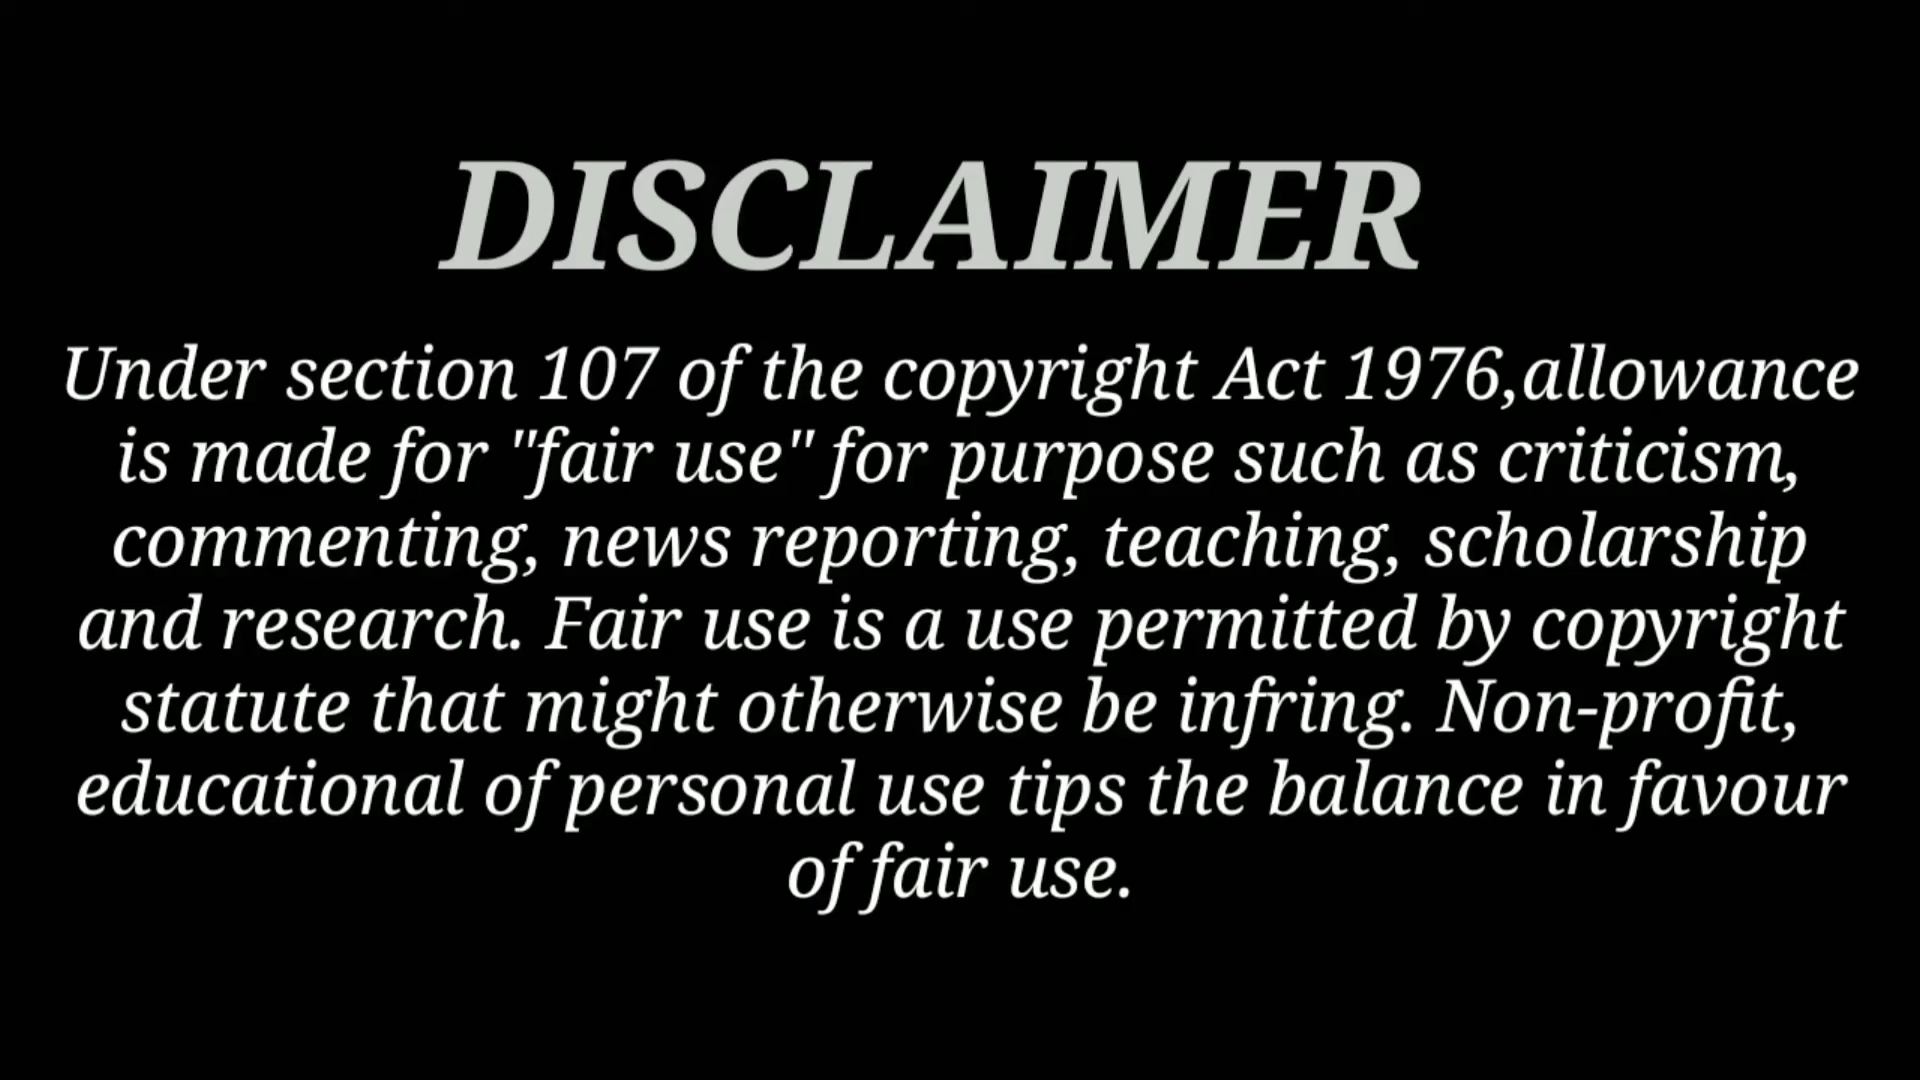 DISCLAIMER
Under section 107 of the copyright Act 1976,allowance
is made for "fair use" for purpose such as criticism,
commenting, news reporting, teaching, scholarship
and research. Fair use is a use permitted by copyright
statute that might otherwise be infring. Non-profit,
educational of personal use tips the balance in favour
of fair use.